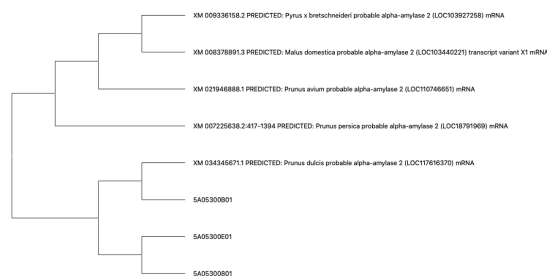 XM 009336158.2 PREDICTED: Pyrus x bretschneideri probable alpha-amylase 2 (LOC103927258) mRNA
XM 008378891.3 PREDICTED: Malus domestica probable alpha-amylase 2 (LOC103440221) transcript variant X1 mRNA
XM 021946888.1 PREDICTED: Prunus avium probable alpha-amylase 2 (LOC110746651) mRNA
XM 007225638.2:417-1394 PREDICTED: Prunus persica probable alpha-amylase 2 (LOC18791969) mRNA
XM 034345671.1 PREDICTED: Prunus dulcis probable alpha-amylase 2 (LOC117616370) mRNA
5A05300B01
5A05300E01
5A05300801